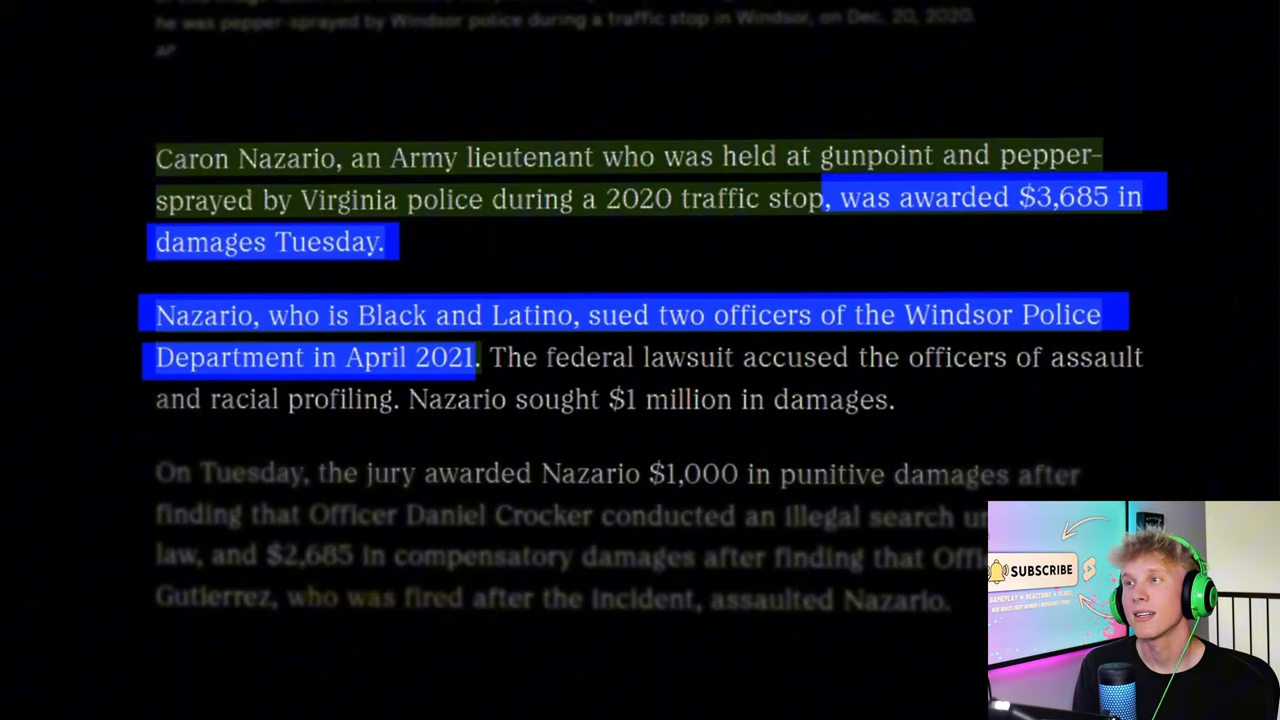 he was pepper-sprayed by Windsor police during a traffic stop in Windsor, on Dec. 20, 2020.
AP
Caron Nazario, an Army lieutenant who was held at gunpoint and pepper-
sprayed by Virginia police during a 2020 traffic stop, was awarded $3,685 in
damages Tuesday.
Nazario, who is Black and Latino, sued two officers of the Windsor Police
Department in April 2021. The federal lawsuit accused the officers of assault
and racial profiling. Nazario sought $1 million in damages.
On Tuesday, the jury awarded Nazario $1,000 in punitive damages after
finding that Officer Daniel Crocker conducted an illegal search
law, and $2,685 in compensatory damages after finding that
Gutierrez, who was fired after the incident, assaulted Nazario.
SUBSCRIBE
GAMEPLAY REACTIONS VLOGS